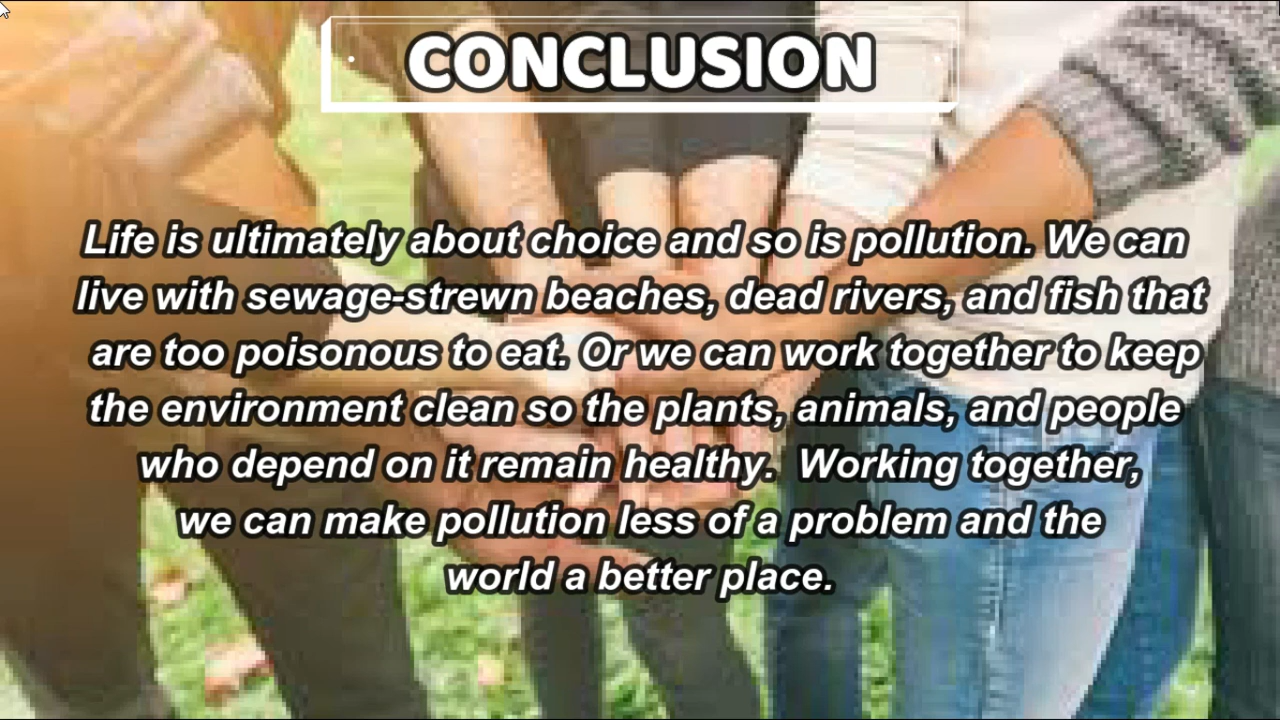 CONCLUSION
Life is ultimately about choice and so is pollution. We can
live with sewage-strewn beaches, dead rivers, and fish that
are too poisonous to eat. Or we can work together to keep
the environment clean so the plants, animals, and people
who depend on it remain healthy.  Working together,
we can make pollution less of a problem and the
world a better place.